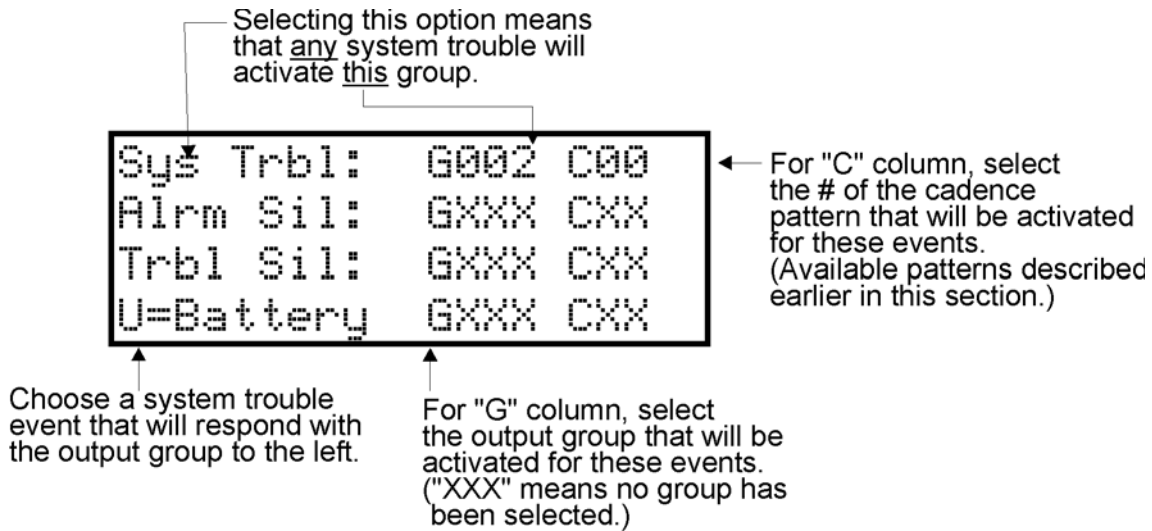 Selecting this option means
that any system trouble will
activate this group.
Sys Trbl: G002 C00
Alrm Sil: GXXX CXX
Trbl Sil: GXXX CXX
U=Battery GXXX CXX
For "C" column, select
the # of the cadence
pattern that will be activated
for these events.
(Available patterns described
earlier in this section.)
Choose a system trouble
event that will respond with
the output group to the left.
For "G" column, select
the output group that will be
activated for these events.
("XXX" means no group has
been selected.)